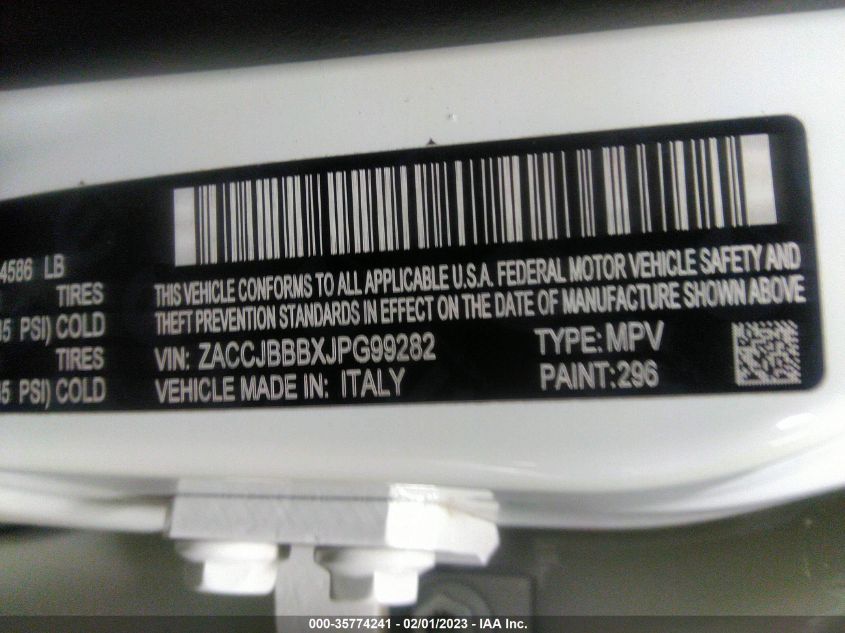 4586 LB
TIRES
PSI) COLD
TIRES
PSI) COLD
THIS VEHICLE CONFORMS TO ALL APPLICABLE U.S.A. FEDERAL MOTOR VEHICLE SAFETY AND
THEFT PREVENTION STANDARDS IN EFFECT ON THE DATE OF MANUFACTURE SHOWN ABOVE
VIN: ZACCJBBBXJPG99282 TYPE: MPV
VEHICLE MADE IN: ITALY PAINT:296
000-35774241 - 02/01/2023 - IAA Inc.